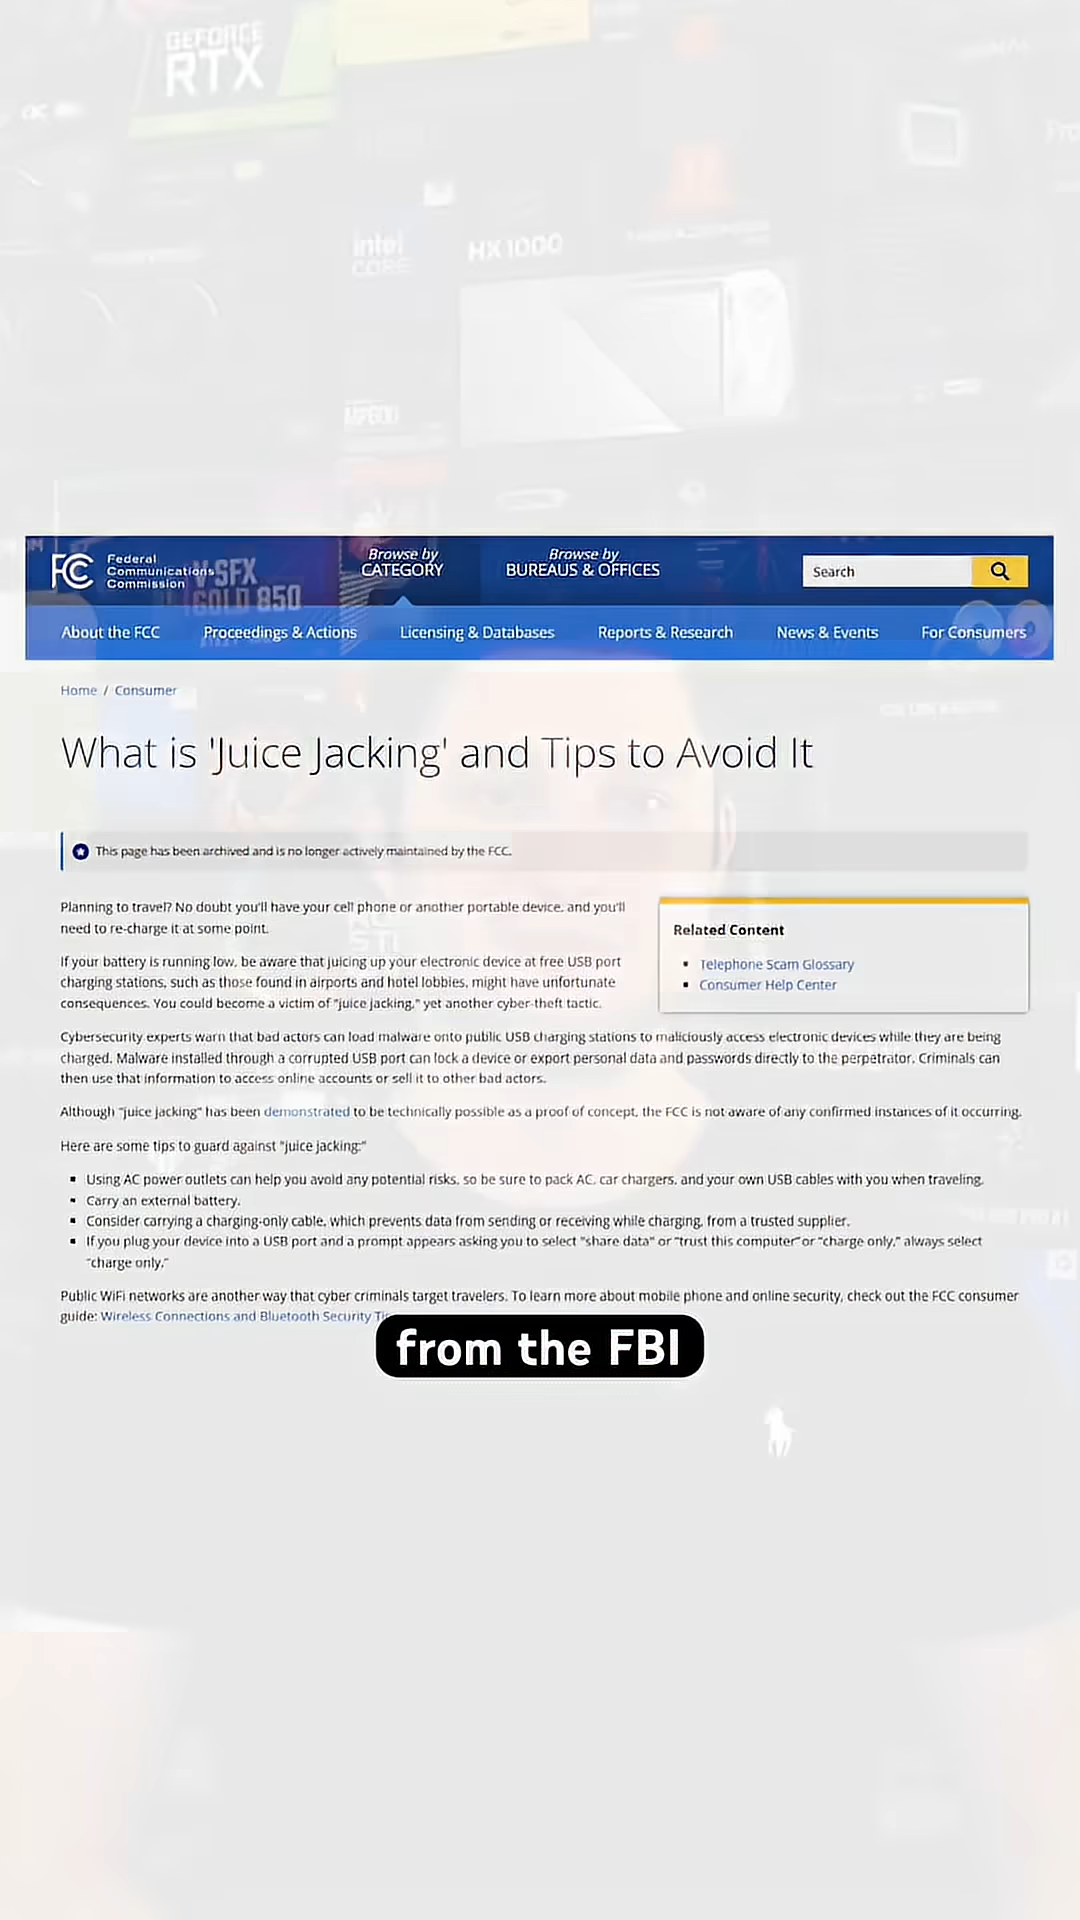 GEFORCE
RTX
intel
CORE
HX1000
MP600
FCC
Federal
Communications
Commission
V-SFX
GOLD 850
Browse by
CATEGORY
Browse by
BUREAUS & OFFICES
Search
About the FCC
Proceedings & Actions
Licensing & Databases
Reports & Research
News & Events
For Consumers
Home / Consumer
What is 'Juice Jacking' and Tips to Avoid It
This page has been archived and is no longer actively maintained by the FCC.
Planning to travel? No doubt you'll have your cell phone or another portable device, and you'll
need to re-charge it at some point.
If your battery is running low, be aware that juicing up your electronic device at free USB port
charging stations, such as those found in airports and hotel lobbies, might have unfortunate
consequences. You could become a victim of "juice jacking," yet another cyber-theft tactic.
Related Content
Telephone Scam Glossary
Consumer Help Center
Cybersecurity experts warn that bad actors can load malware onto public USB charging stations to maliciously access electronic devices while they are being
charged. Malware installed through a corrupted USB port can lock a device or export personal data and passwords directly to the perpetrator. Criminals can
then use that information to access online accounts or sell it to other bad actors.
Although "juice jacking" has been demonstrated to be technically possible as a proof of concept, the FCC is not aware of any confirmed instances of it occurring.
Here are some tips to guard against "juice jacking:"
Using AC power outlets can help you avoid any potential risks, so be sure to pack AC, car chargers, and your own USB cables with you when traveling.
Carry an external battery.
Consider carrying a charging-only cable, which prevents data from sending or receiving while charging, from a trusted supplier.
If you plug your device into a USB port and a prompt appears asking you to select "share data" or "trust this computer" or "charge only," always select
"charge only."
Public WiFi networks are another way that cyber criminals target travelers. To learn more about mobile phone and online security, check out the FCC consumer
guide: Wireless Connections and Bluetooth Security
from the FBI